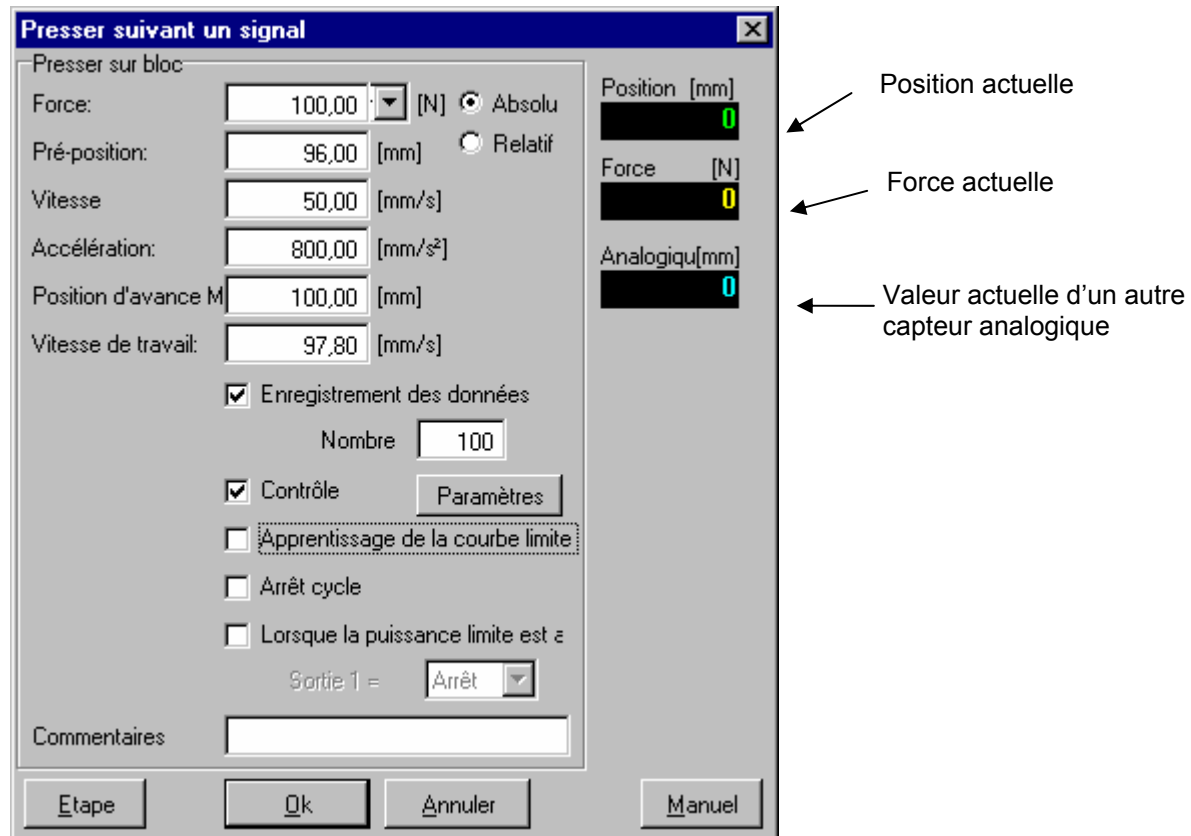 Presser suivant un signal
Presser sur bloc
Force: 100,00 [N] Absolu
Relatif
Pré-position: 96,00 [mm]
Vitesse 50,00 [mm/s]
Accélération: 800,00 [mm/s²]
Position d'avance M 100,00 [mm]
Vitesse de travail: 97,80 [mm/s]
Enregistrement des données
Nombre 100
Contrôle Paramètres
Apprentissage de la courbe limite
Arrêt cycle
Lorsque la puissance limite est a
Sortie 1 = Arrêt
Commentaires
Etape Ok Annuler Manuel
Position [mm]
0
Force [N]
0
Analogiqu[mm]
0
Position actuelle
Force actuelle
Valeur actuelle d'un autre
capteur analogique